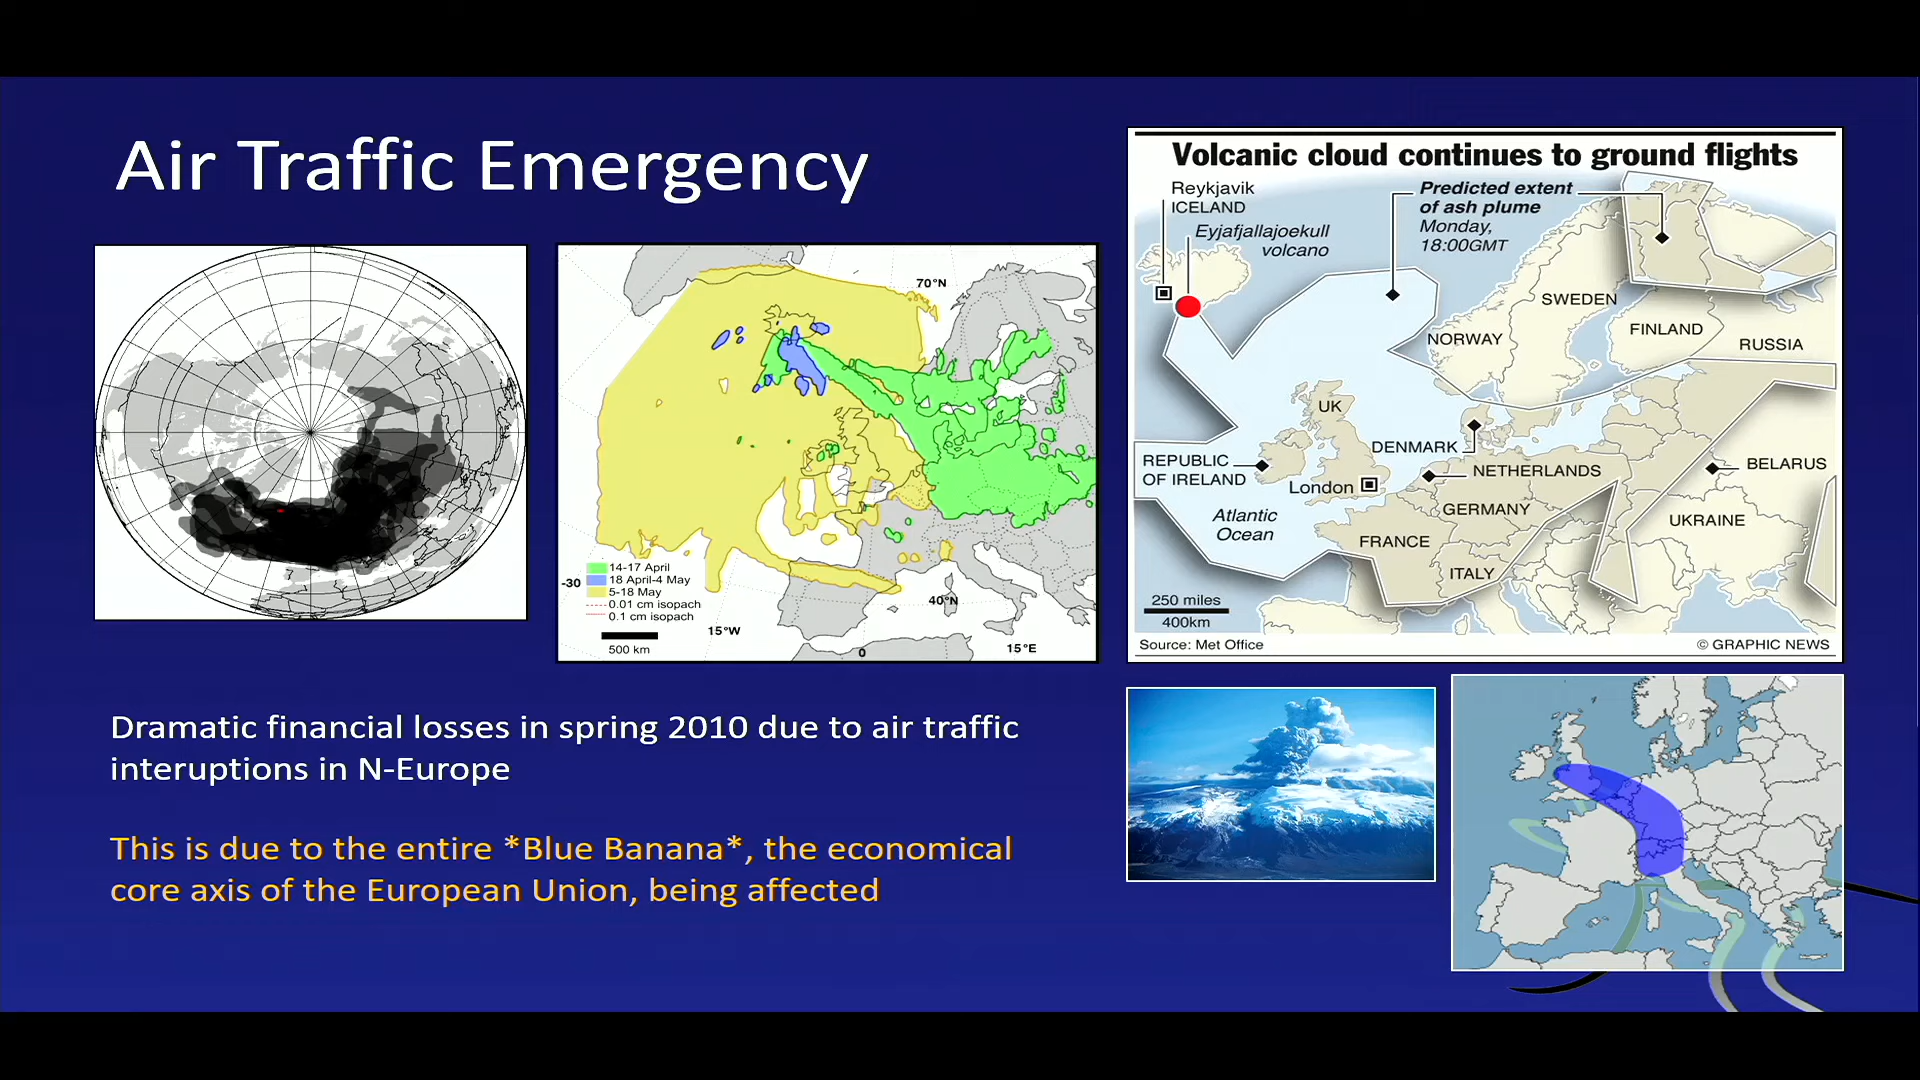 Air Traffic Emergency
70°N
-30
14-17 April
18 April-4 May
5-18 May
0.01 cm isopach
0.1 cm isopach
500 km
15°W
0
40°N
15°E
Volcanic cloud continues to ground flights
Reykjavik
ICELAND
Eyjafjallajoekull
volcano
Predicted extent
of ash plume
Monday,
18:00GMT
SWEDEN
FINLAND
NORWAY
RUSSIA
UK
DENMARK
REPUBLIC
OF IRELAND
NETHERLANDS
BELARUS
London
Atlantic
Ocean
GERMANY
UKRAINE
FRANCE
ITALY
250 miles
400km
Source: Met Office
© GRAPHIC NEWS
Dramatic financial losses in spring 2010 due to air traffic
interuptions in N-Europe
This is due to the entire *Blue Banana*, the economical
core axis of the European Union, being affected